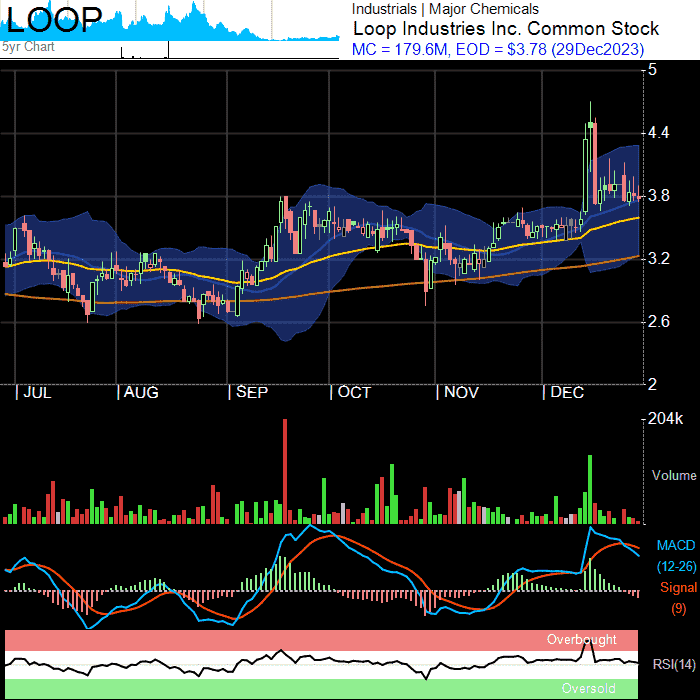 LOOP
5yr Chart
Industrials | Major Chemicals
Loop Industries Inc. Common Stock
MC = 179.6M, EOD = $3.78 (29Dec2023)
5
4.4
3.8
3.2
2.6
2
| JUL | AUG | SEP | OCT | NOV | DEC
204k
Volume
MACD
(12-26)
Signal
(9)
Overbought
RSI(14)
Oversold